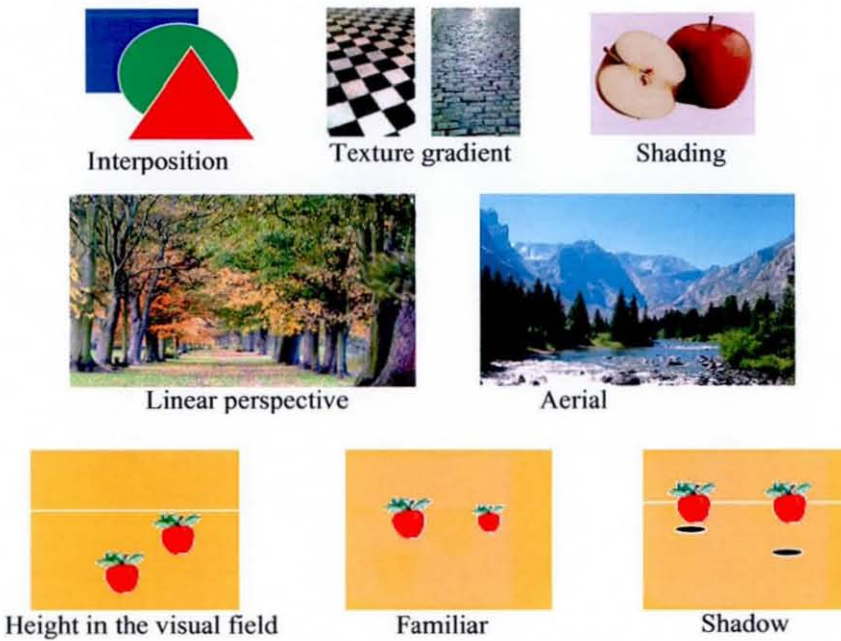 Interposition
Texture gradient
Shading
Linear perspective
Aerial
Height in the visual field
Familiar
Shadow